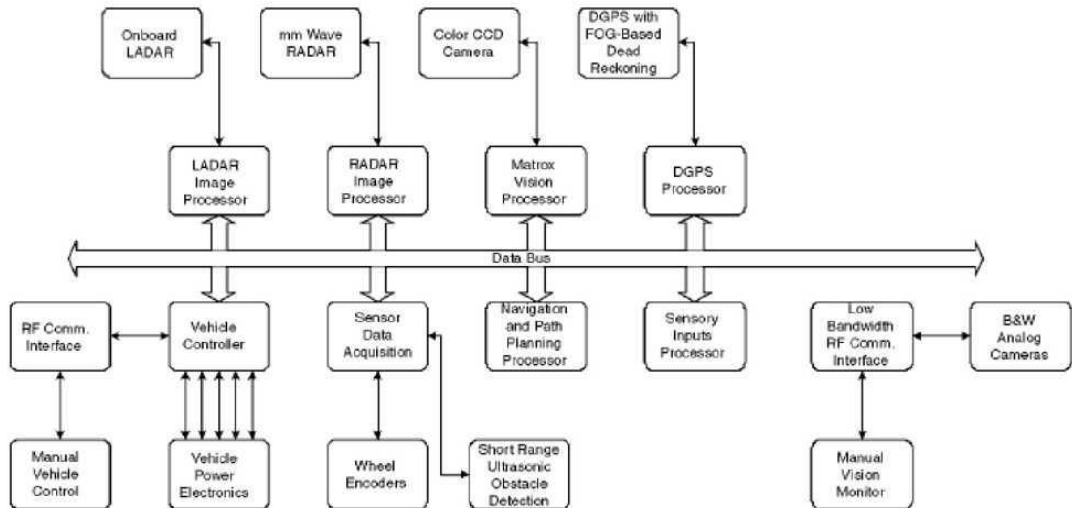 Onboard
LADAR
mm Wave
RADAR
Color CCD
Camera
DGPS with
FOG-Based
Dead
Reckoning
LADAR
Image
Processor
RADAR
Image
Processor
Matrox
Vision
Processor
DGPS
Processor
Data Bus
RF Comm.
Interface
Vehicle
Controller
Sensor
Data
Acquisition
Navigation
and Path
Planning
Processor
Sensory
Inputs
Processor
Low
Bandwidth
RF Comm.
Interface
B&W
Analog
Cameras
Manual
Vehicle
Control
Vehicle
Power
Electronics
Wheel
Encoders
Short Range
Ultrasonic
Obstacle
Detection
Manual
Vision
Monitor